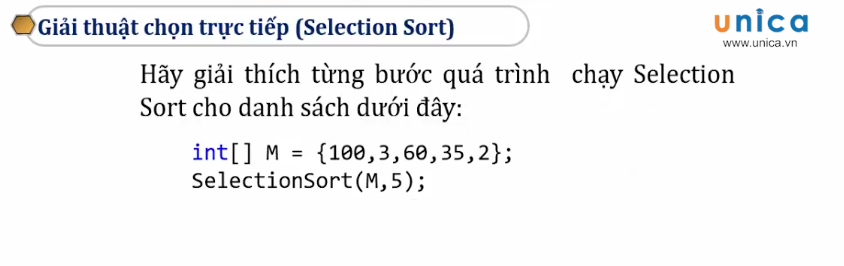 Giải thuật chọn trực tiếp (Selection Sort)
unica
www.unica.vn
Hãy giải thích từng bước quá trình chạy Selection
Sort cho danh sách dưới đây:
int[] M = {100,3,60,35,2};
SelectionSort(M,5);